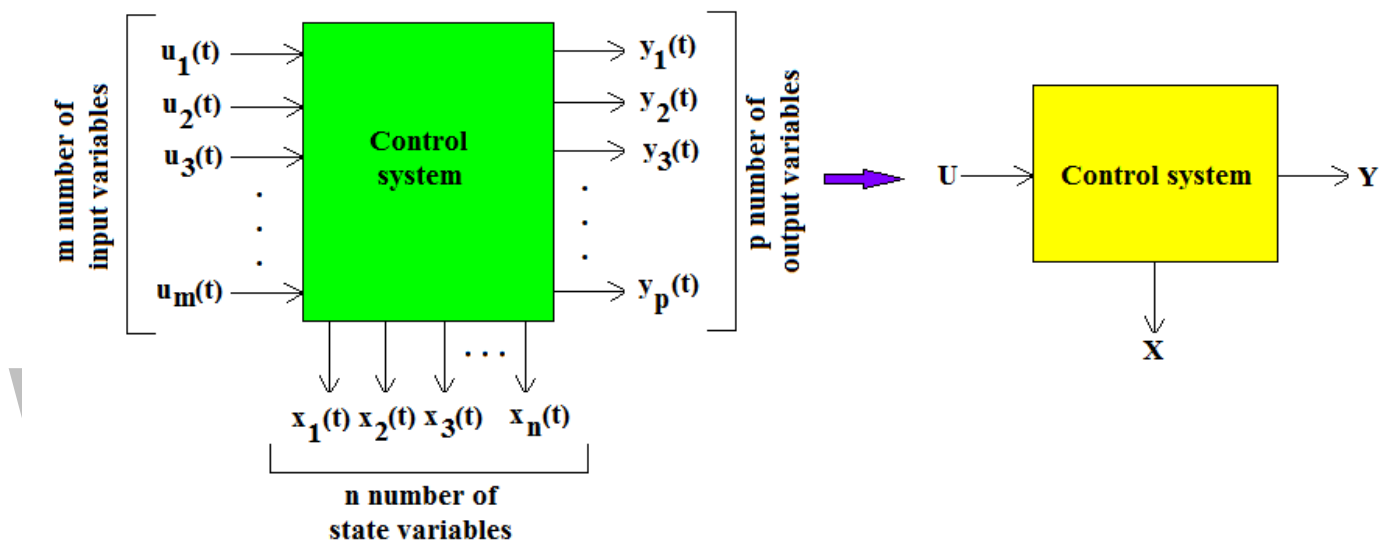 m number of
input variables
u1(t)
u2(t)
u3(t)
.
.
.
um(t)
Control
system
y1(t)
y2(t)
y3(t)
.
.
.
yp(t)
p number of
output variables
x1(t) x2(t) x3(t) . . . xn(t)
n number of
state variables
U
Control system
Y
X